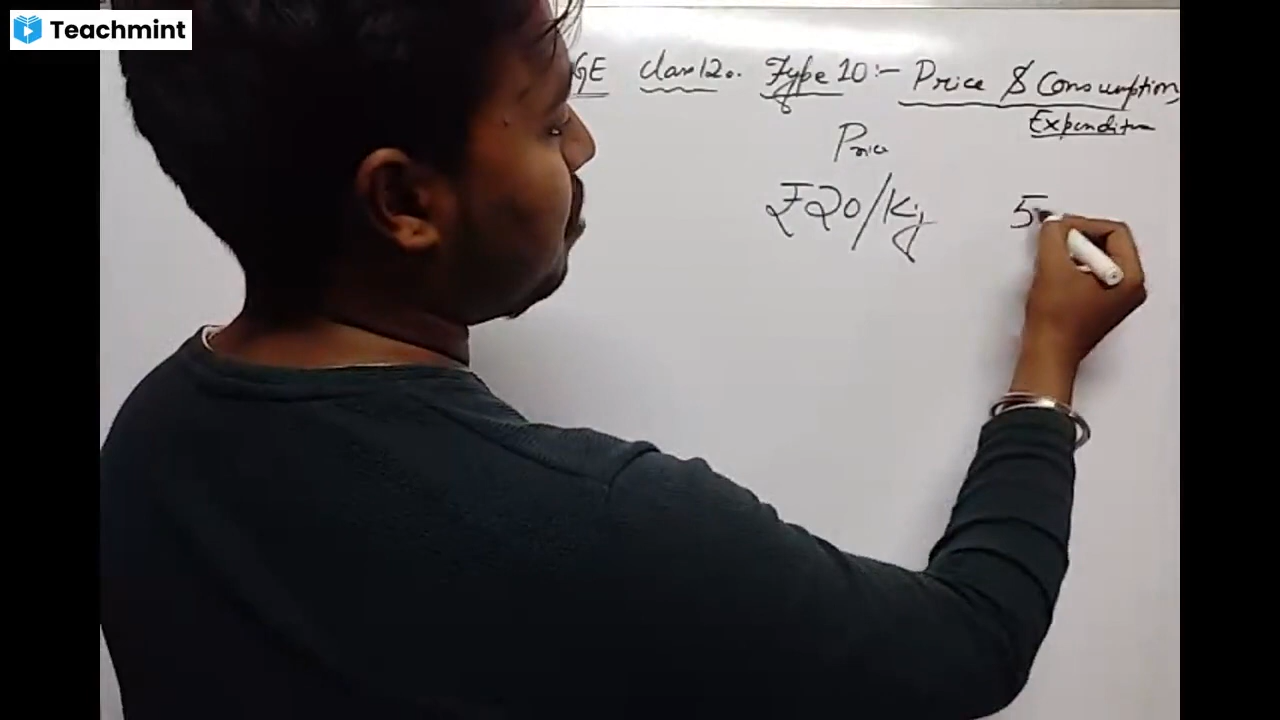 Teachmint
GE Class 12. Type 10:- Price & Consumption
Expenditure
Price
₹20/Kg 5